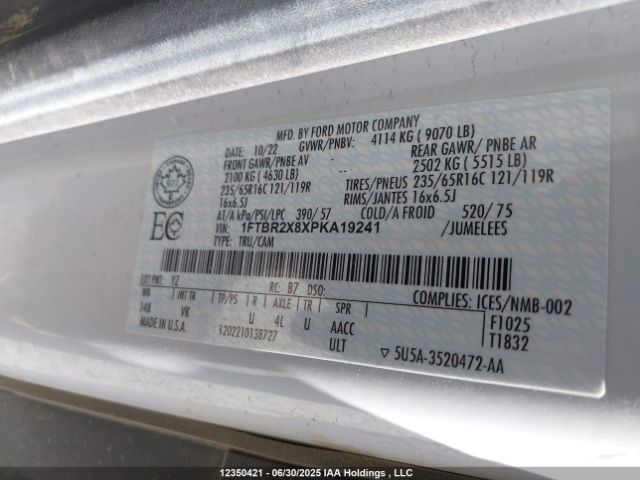 MFD. BY FORD MOTOR COMPANY
DATE: 10/22 GVWR/PNBV: 4114 KG ( 9070 LB)
FRONT GAWR/PNBE AV REAR GAWR/ PNBE AR
2100 KG ( 4630 LB) 2502 KG ( 5515 LB)
235/65R16C 121/119R TIRES/PNEUS 235/65R16C 121/119R
16x6.5J RIMS/JANTES 16x6.5J
AT/A kPa/PSI/LPC 390/ 57 COLD/A FROID 520/ 75
VIN: 1FTBR2X8XPKA19241 /JUMELEES
TYPE: TRU/CAM
EXT PNT: YZ RC: B7 DSO:
COMPLIES: ICES/NMB-002
WB INT TR TP/PS R AXLE TR SPR
148 VK U 4L U AACC
F1025
T1832
MADE IN U.S.A. 1202210138727 ULT
5U5A-3520472-AA
EC
12350421 - 06/30/2025 IAA Holdings , LLC